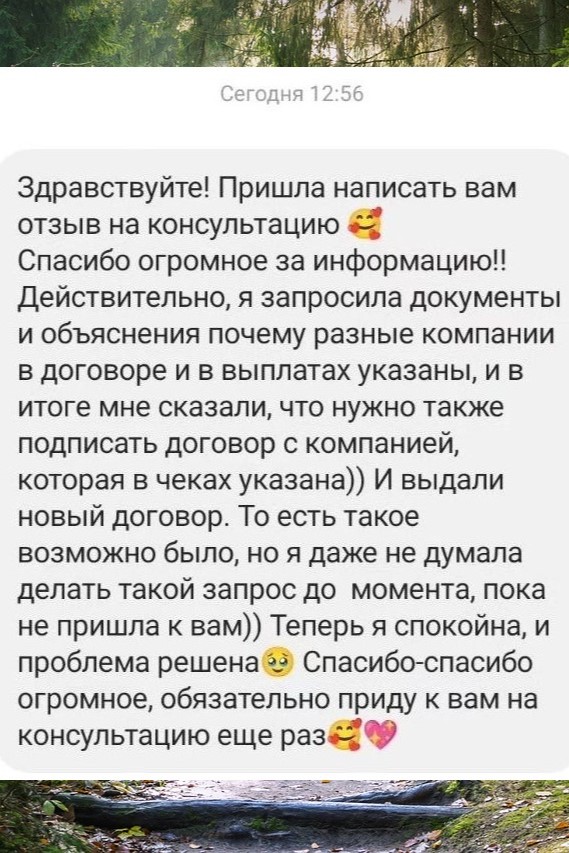 Сегодня 12:56
Здравствуйте! Пришла написать вам
отзыв на консультацию 🥰
Спасибо огромное за информацию!!
Действительно, я запросила документы
и объяснения почему разные компании
в договоре и в выплатах указаны, и в
итоге мне сказали, что нужно также
подписать договор с компанией,
которая в чеках указана)) И выдали
новый договор. То есть такое
возможно было, но я даже не думала
делать такой запрос до  момента, пока
не пришла к вам)) Теперь я спокойна, и
проблема решена🥹 Спасибо-спасибо
огромное, обязательно приду к вам на
консультацию еще раз🥰💖